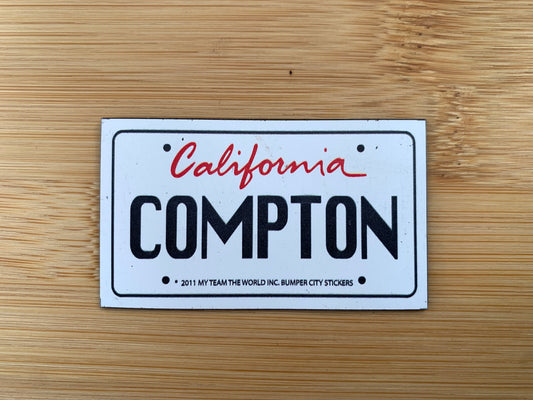 California
COMPTON
2011 MY TEAM THE WORLD INC. BUMPER CITY STICKERS